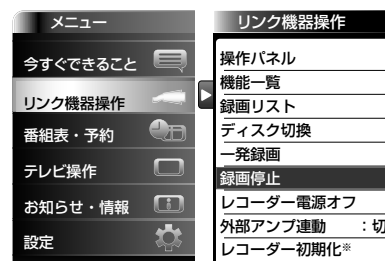 メニュー
今すぐできること
リンク機器操作
番組表・予約
テレビ操作
お知らせ・情報
設定
リンク機器操作
操作パネル
機能一覧
録画リスト
ディスク切換
一発録画
録画停止
レコーダー電源オフ
外部アンプ連動　：切
レコーダー初期化※